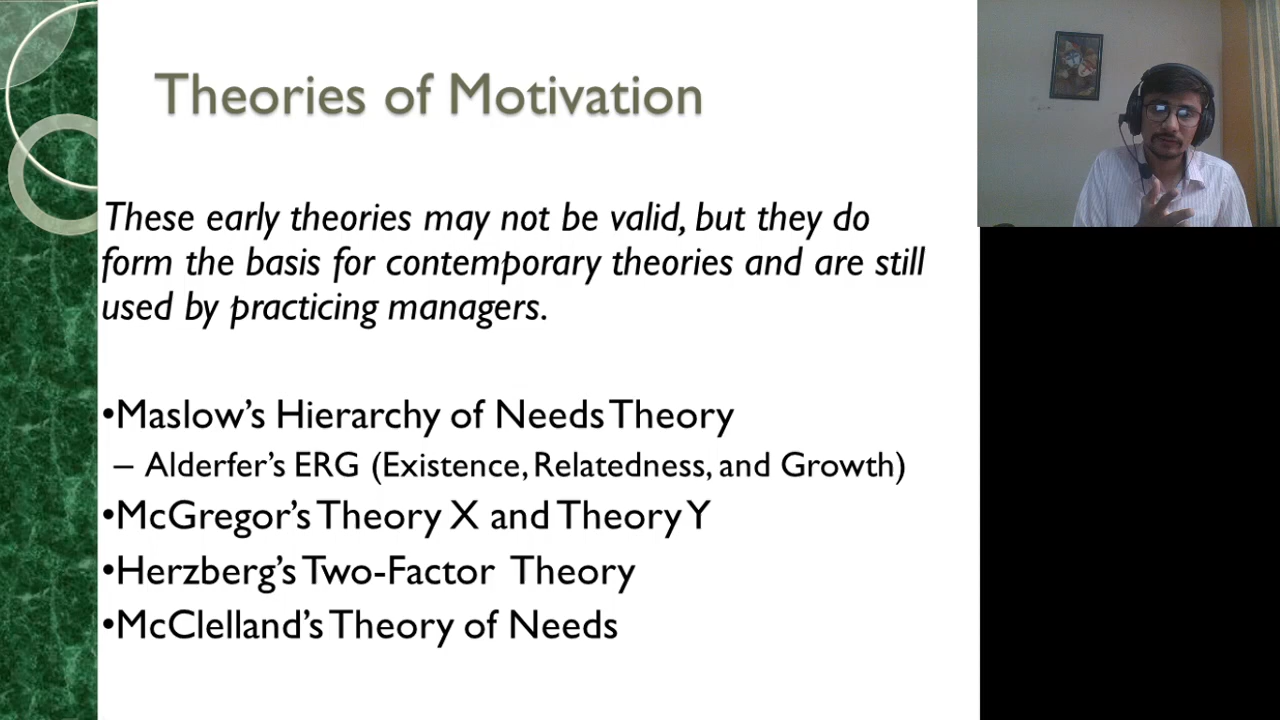 Theories of Motivation
These early theories may not be valid, but they do
form the basis for contemporary theories and are still
used by practicing managers.
•Maslow’s Hierarchy of Needs Theory
– Alderfer’s ERG (Existence, Relatedness, and Growth)
•McGregor’s Theory X and Theory Y
•Herzberg’s Two-Factor Theory
•McClelland’s Theory of Needs